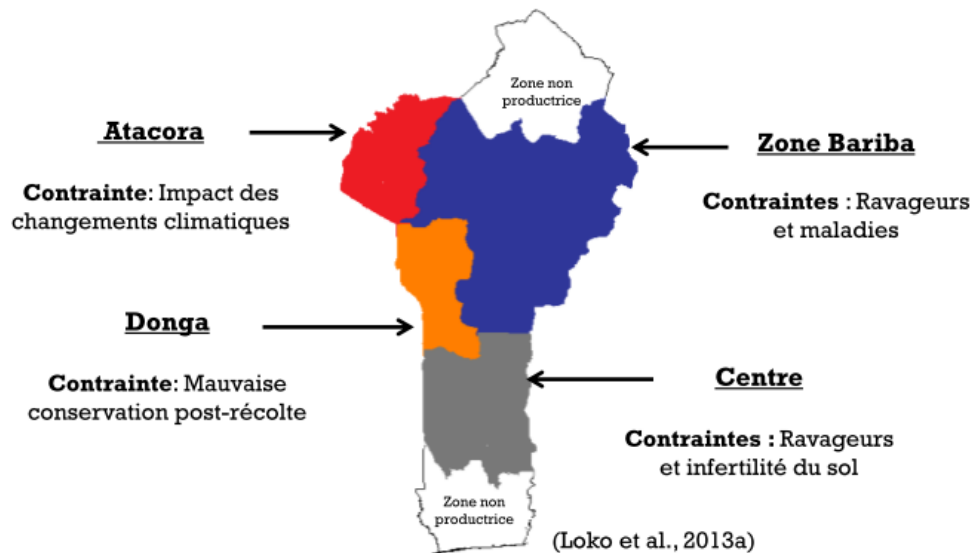 Zone non
productrice
Atacora
Contrainte: Impact des
changements climatiques
Zone Bariba
Contraintes : Ravageurs
et maladies
Donga
Contrainte: Mauvaise
conservation post-récolte
Centre
Contraintes : Ravageurs
et infertilité du sol
Zone non
productrice
(Loko et al., 2013a)